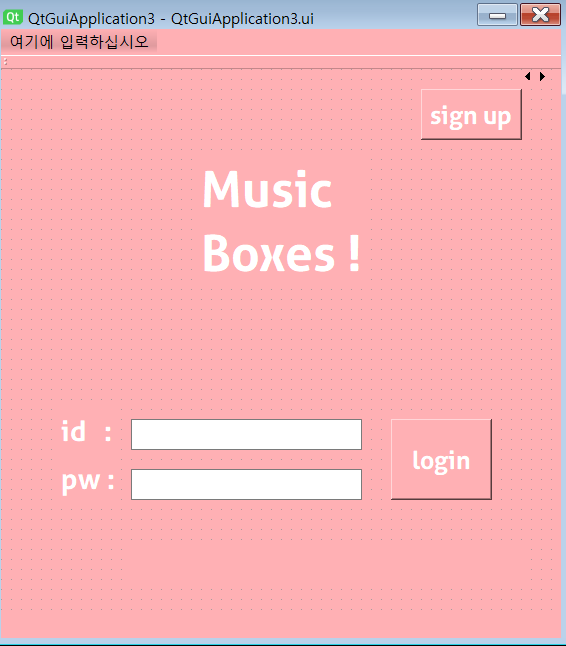 Qt QtGuiApplication3 - QtGuiApplication3.ui
여기에 입력하십시오
sign up
Music
Boxes !
id :
pw :
login